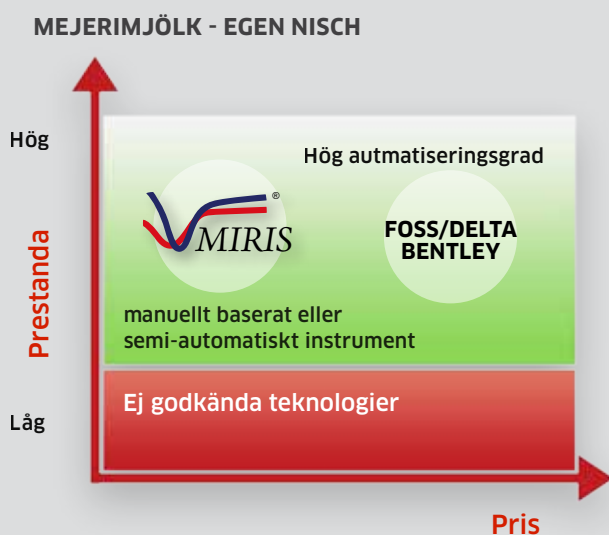 MEJERIMJÖLK - EGEN NISCH
Hög
Hög autmatiseringsgrad
MIRIS
®
FOSS/DELTA
BENTLEY
Prestanda
manuellt baserat eller
semi-automatiskt instrument
Ej godkända teknologier
Låg
Pris